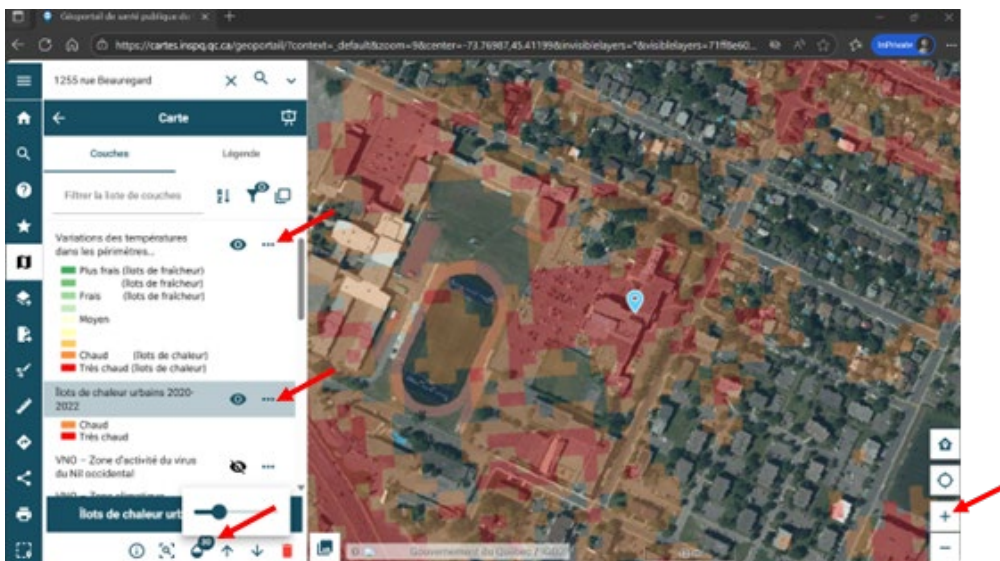 Géoportail de santé publique du
https://cartes.inspq.qc.ca/geoportail/?context=_default&zoom=9&center=-73.76987,45.41199&invisiblelayers=*&visiblelayers=71ff8e60...
InPrivate
1255 rue Beauregard
Carte
Couches
Légende
Filtrer la liste de couches
Variations des températures
dans les périmètres...
Plus frais (îlots de fraîcheur)
(îlots de fraîcheur)
Frais (îlots de fraîcheur)
Moyen
Chaud (îlots de chaleur)
Très chaud (îlots de chaleur)
Îlots de chaleur urbains 2020-
2022
Chaud
Très chaud
VNO – Zone d'activité du virus
du Nil occidental
VNO – Zone climatique
Îlots de chaleur urb
30
Gouvernement du Québec /